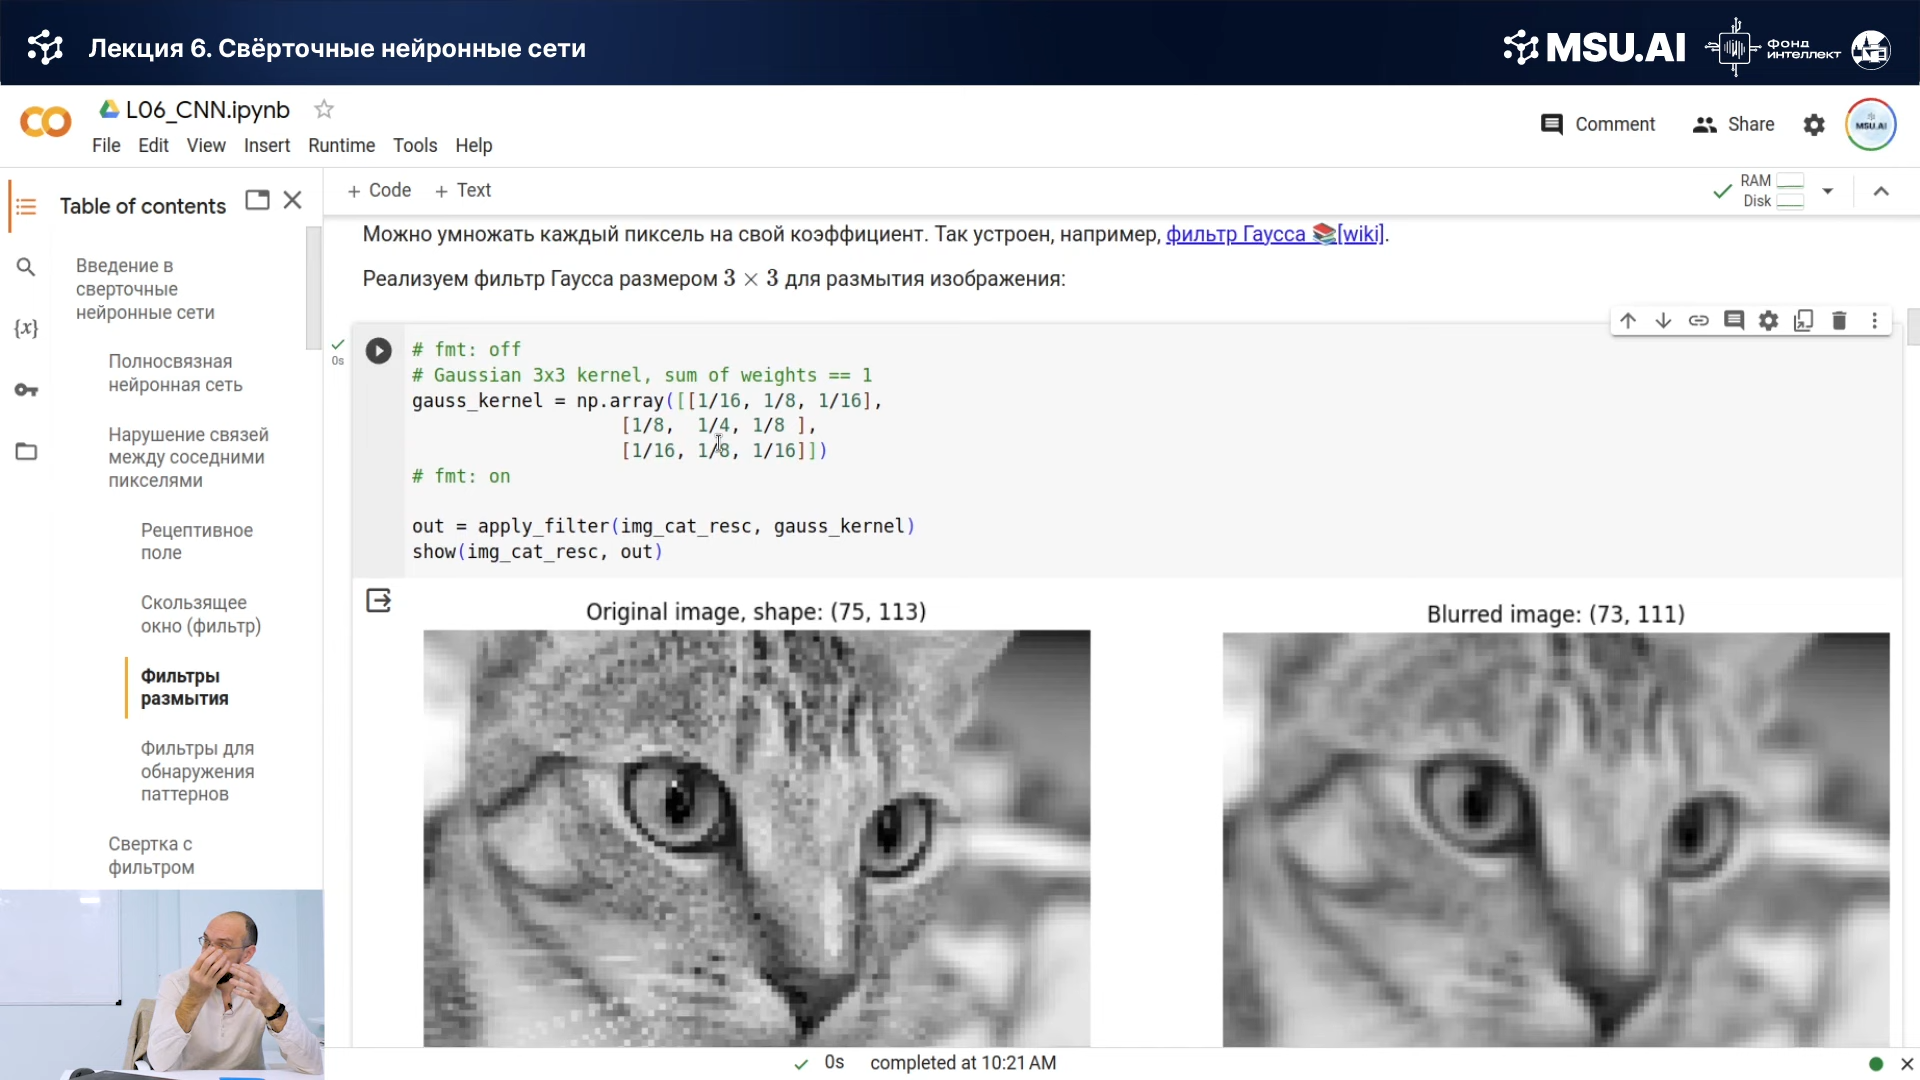 Лекция 6. Свёрточные нейронные сети
MSU.AI
ФОНД
ИНТЕЛЛЕКТ
L06_CNN.ipynb
File Edit View Insert Runtime Tools Help
Comment
Share
MSU.AI
+ Code + Text
RAM
Disk
Table of contents
Введение в
сверточные
нейронные сети
Полносвязная
нейронная сеть
Нарушение связей
между соседними
пикселями
Рецептивное
поле
Скользящее
окно (фильтр)
Фильтры
размытия
Фильтры для
обнаружения
паттернов
Свертка с
фильтром
{x}
Можно умножать каждый пиксель на свой коэффициент. Так устроен, например, фильтр Гаусса 📚[wiki].
Реализуем фильтр Гаусса размером 3 × 3 для размытия изображения:
0s
# fmt: off
# Gaussian 3x3 kernel, sum of weights == 1
gauss_kernel = np.array([[1/16, 1/8, 1/16],
[1/8,  1/4, 1/8 ],
[1/16, 1/8, 1/16]])
# fmt: on
out = apply_filter(img_cat_resc, gauss_kernel)
show(img_cat_resc, out)
Original image, shape: (75, 113)
Blurred image: (73, 111)
0s completed at 10:21 AM